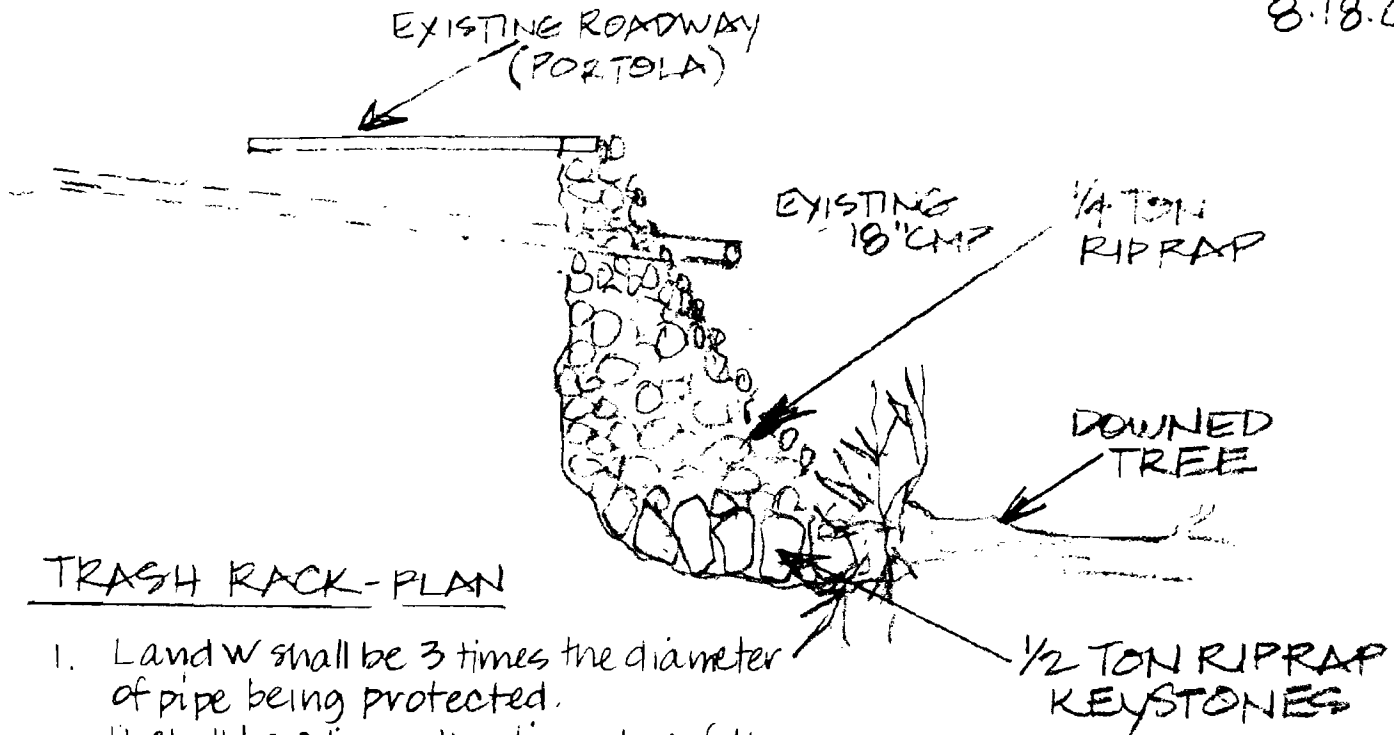 8.18.
EXISTING ROADWAY
(PORTOLA)
EXISTING
18" CMP
1/4 TON
RIPRAP
DOWNED
TREE
TRASH RACK - PLAN
1. L and W shall be 3 times the diameter
of pipe being protected.
1/2 TON RIPRAP
KEYSTONES